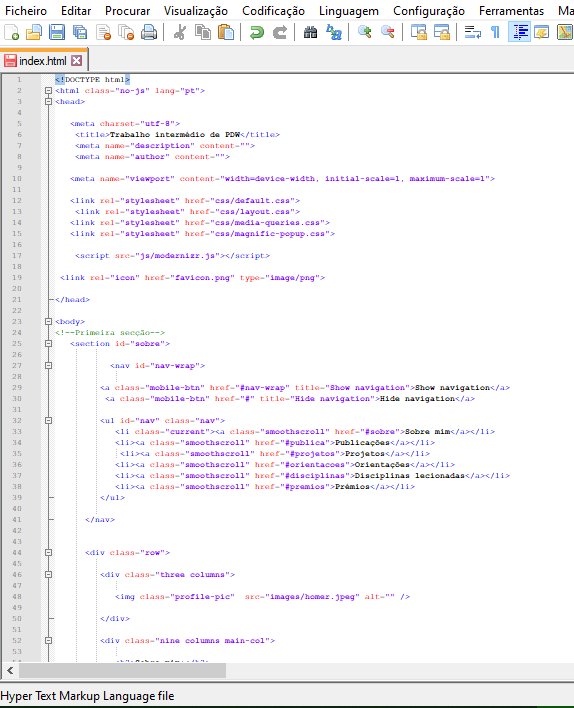 Ficheiro Editar Procurar Visualização Codificação Linguagem Configuração Ferramentas Ma
index.html
1 <!DOCTYPE html>
2 <html class="no-js" lang="pt">
3 <head>
4
5 <meta charset="utf-8">
6 <title>Trabalho intermédio de PDW</title>
7 <meta name="description" content="">
8 <meta name="author" content="">
9
10 <meta name="viewport" content="width=device-width, initial-scale=1, maximum-scale=1">
11
12 <link rel="stylesheet" href="css/default.css">
13 <link rel="stylesheet" href="css/layout.css">
14 <link rel="stylesheet" href="css/media-queries.css">
15 <link rel="stylesheet" href="css/magnific-popup.css">
16
17 <script src="js/modernizr.js"></script>
18
19 <link rel="icon" href="favicon.png" type="image/png">
20
21 </head>
22
23 <body>
24 <!--Primeira secção-->
25 <section id="sobre">
26
27 <nav id="nav-wrap">
28
29 <a class="mobile-btn" href="#nav-wrap" title="Show navigation">Show navigation</a>
30 <a class="mobile-btn" href="#" title="Hide navigation">Hide navigation</a>
31
32 <ul id="nav" class="nav">
33 <li class="current"><a class="smoothscroll" href="#sobre">Sobre mim</a></li>
34 <li><a class="smoothscroll" href="#publica">Publicações</a></li>
35 <li><a class="smoothscroll" href="#projetos">Projetos</a></li>
36 <li><a class="smoothscroll" href="#orientacoes">Orientações</a></li>
37 <li><a class="smoothscroll" href="#disciplinas">Disciplinas lecionadas</a></li>
38 <li><a class="smoothscroll" href="#premios">Prémios</a></li>
39 </ul>
40
41 </nav>
42
43
44 <div class="row">
45
46 <div class="three columns">
47
48 <img class="profile-pic" src="images/homer.jpeg" alt="" />
49
50 </div>
51
52 <div class="nine columns main-col">
53
Hyper Text Markup Language file